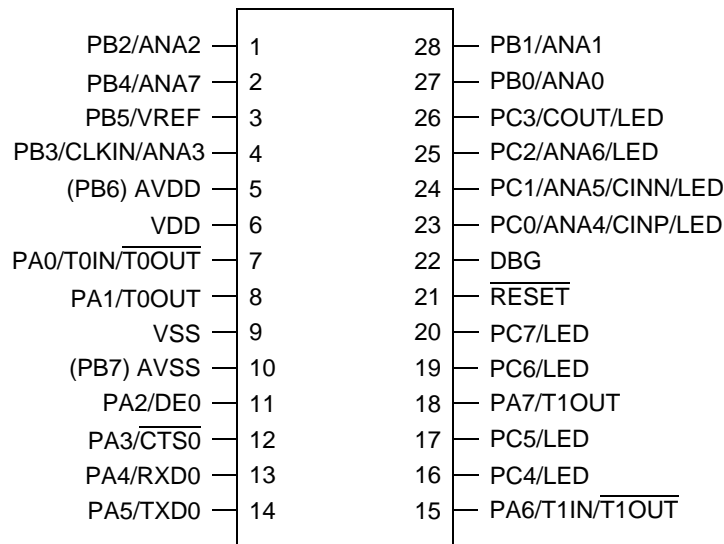 PB2/ANA2 1 28 PB1/ANA1
PB4/ANA7 2 27 PB0/ANA0
PB5/VREF 3 26 PC3/COUT/LED
PB3/CLKIN/ANA3 4 25 PC2/ANA6/LED
(PB6) AVDD 5 24 PC1/ANA5/CINN/LED
VDD 6 23 PC0/ANA4/CINP/LED
PA0/T0IN/T̅0̅O̅U̅T̅ 7 22 DBG
PA1/T0OUT 8 21 R̅E̅S̅E̅T̅
VSS 9 20 PC7/LED
(PB7) AVSS 10 19 PC6/LED
PA2/DE0 11 18 PA7/T1OUT
PA3/C̅T̅S̅0̅ 12 17 PC5/LED
PA4/RXD0 13 16 PC4/LED
PA5/TXD0 14 15 PA6/T1IN/T̅1̅O̅U̅T̅